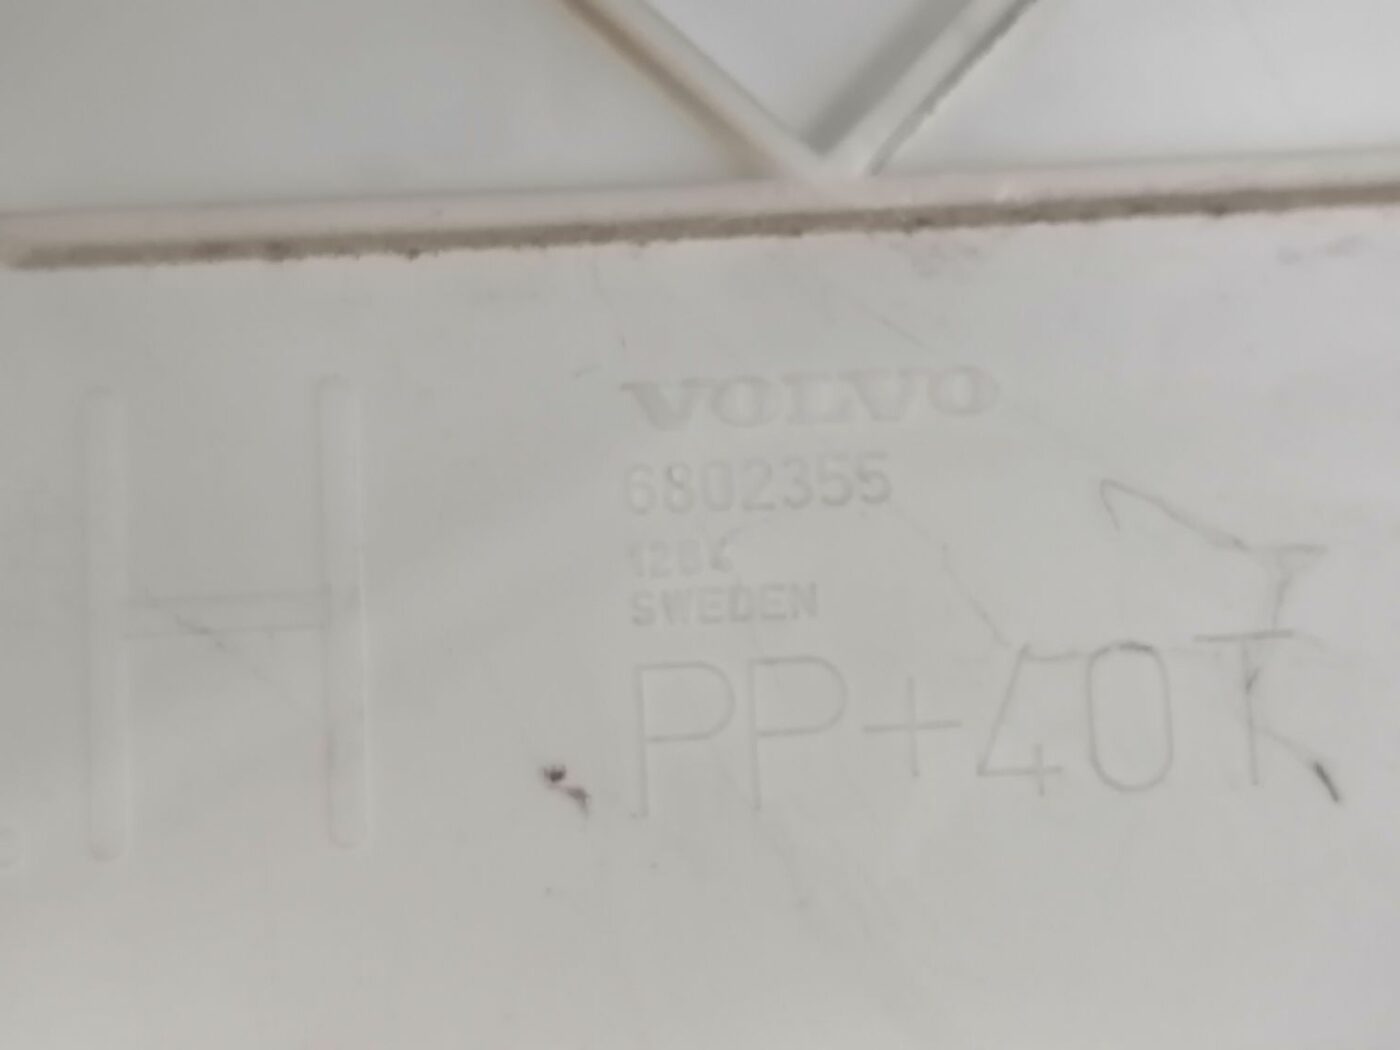 H
VOLVO
6802355
SWEDEN
PP+40T